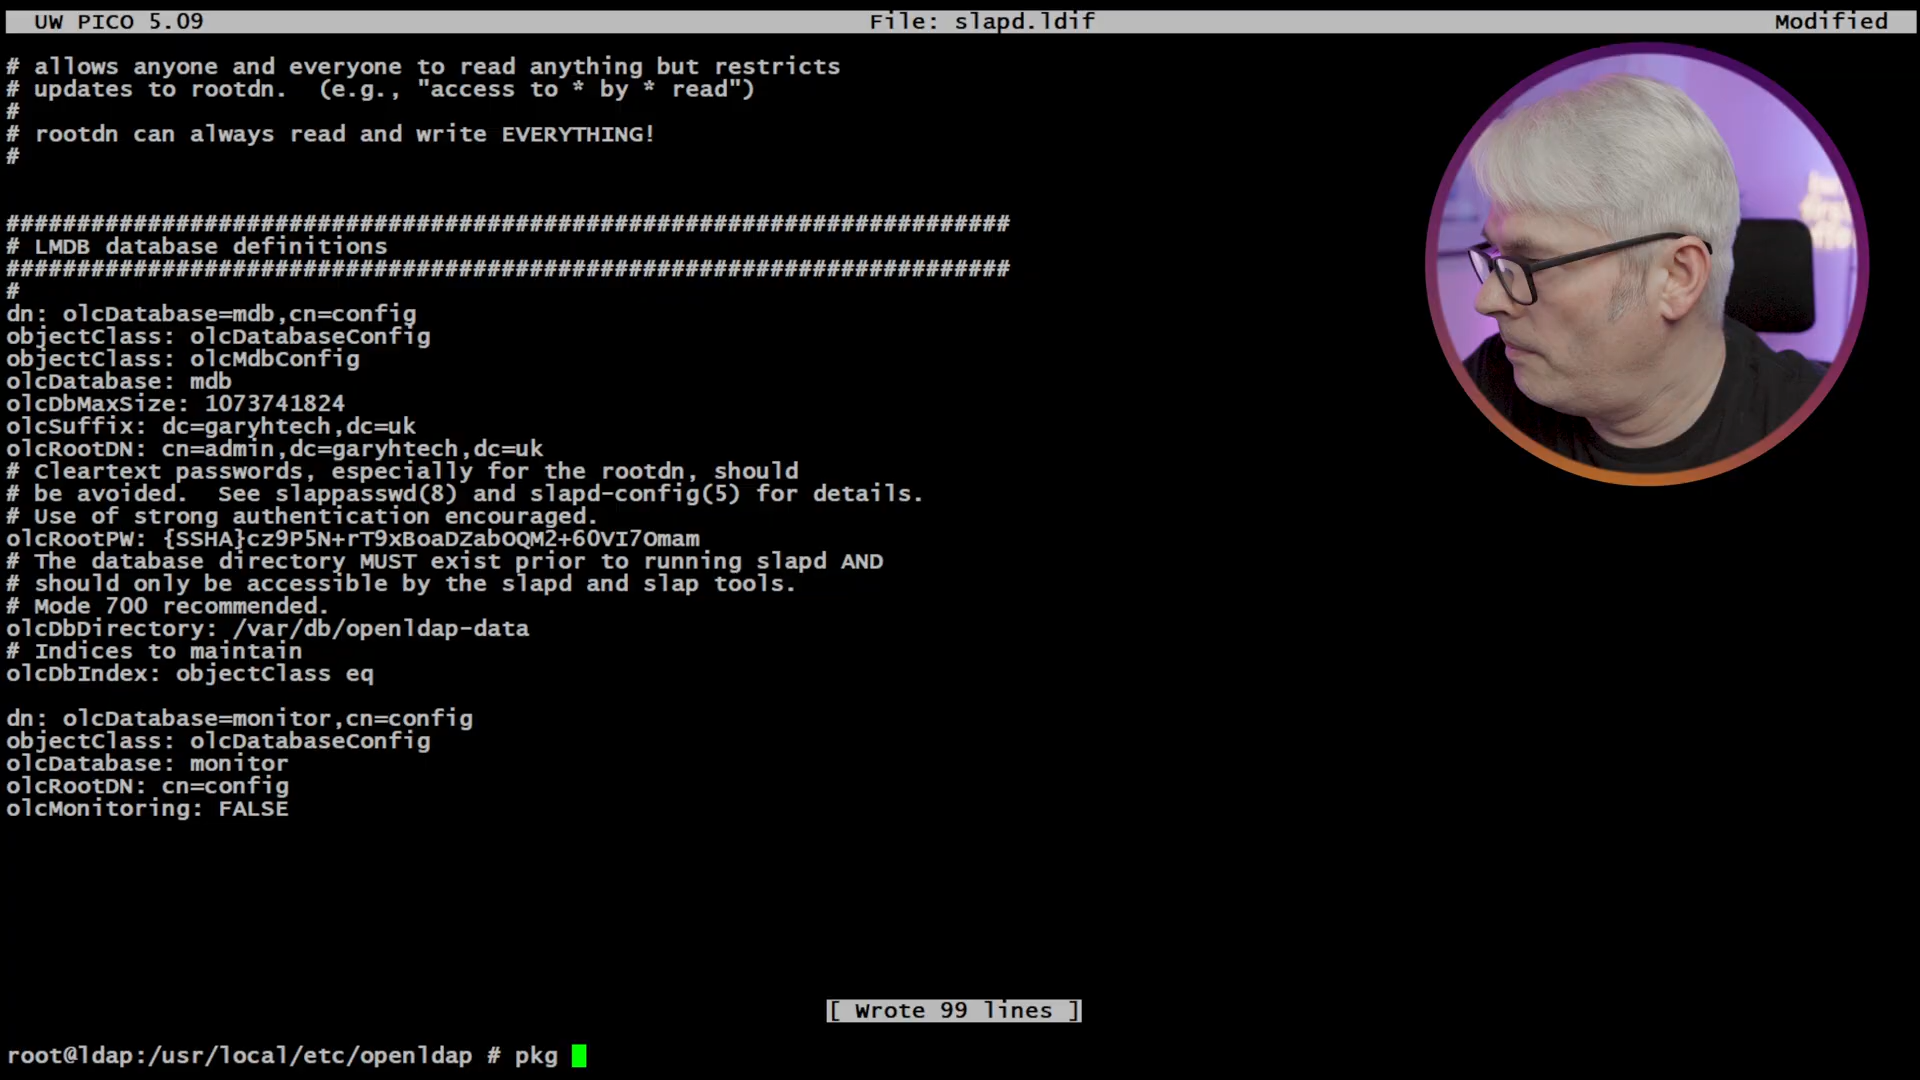 UW PICO 5.09 File: slapd.ldif Modified
# allows anyone and everyone to read anything but restricts
# updates to rootdn.  (e.g., "access to * by * read")
#
# rootdn can always read and write EVERYTHING!
#
#######################################################################
# LMDB database definitions
#######################################################################
#
dn: olcDatabase=mdb,cn=config
objectClass: olcDatabaseConfig
objectClass: olcMdbConfig
olcDatabase: mdb
olcDbMaxSize: 1073741824
olcSuffix: dc=garyhtech,dc=uk
olcRootDN: cn=admin,dc=garyhtech,dc=uk
# Cleartext passwords, especially for the rootdn, should
# be avoided.  See slappasswd(8) and slapd-config(5) for details.
# Use of strong authentication encouraged.
olcRootPW: {SSHA}cz9P5N+rT9xBoaDZabOQM2+6OVI7Omam
# The database directory MUST exist prior to running slapd AND
# should only be accessible by the slapd and slap tools.
# Mode 700 recommended.
olcDbDirectory: /var/db/openldap-data
# Indices to maintain
olcDbIndex: objectClass eq
dn: olcDatabase=monitor,cn=config
objectClass: olcDatabaseConfig
olcDatabase: monitor
olcRootDN: cn=config
olcMonitoring: FALSE
[ Wrote 99 lines ]
root@ldap:/usr/local/etc/openldap # pkg